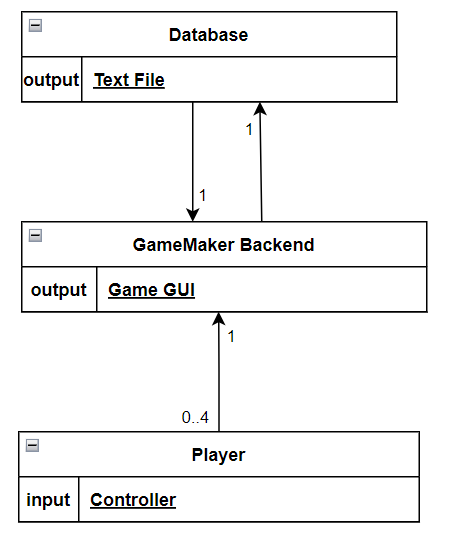 Database
output Text File
1
1
GameMaker Backend
output Game GUI
1
0..4
Player
input Controller